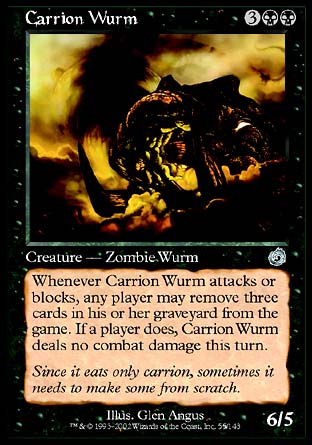 Carrion Wurm 3
Creature — Zombie Wurm
Whenever Carrion Wurm attacks or
blocks, any player may remove three
cards in his or her graveyard from the
game. If a player does, Carrion Wurm
deals no combat damage this turn.
Since it eats only carrion, sometimes it
needs to make some from scratch.
Illus. Glen Angus
™ & © 1993–2002 Wizards of the Coast, Inc. 55/143
6/5